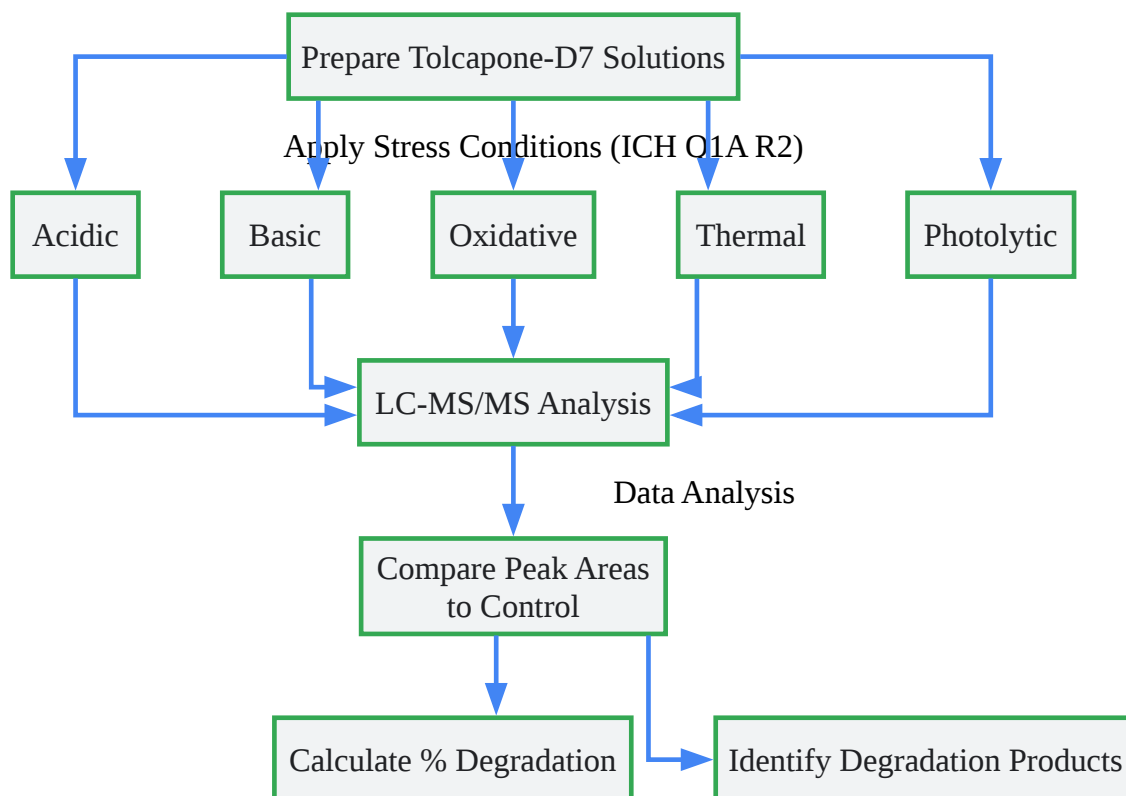 Prepare Tolcapone-D7 Solutions
Apply Stress Conditions (ICH Q1A R2)
Acidic
Basic
Oxidative
Thermal
Photolytic
LC-MS/MS Analysis
Data Analysis
Compare Peak Areas
to Control
Calculate % Degradation
Identify Degradation Products